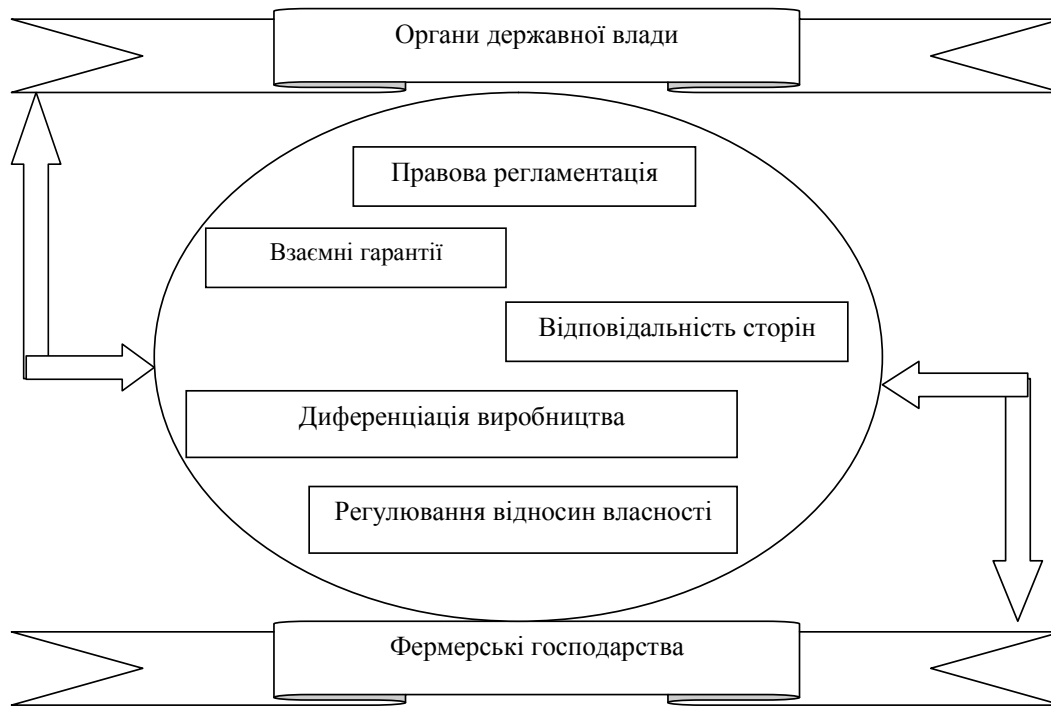 Органи державної влади
Правова регламентація
Взаємні гарантії
Відповідальність сторін
Диференціація виробництва
Регулювання відносин власності
Фермерські господарства